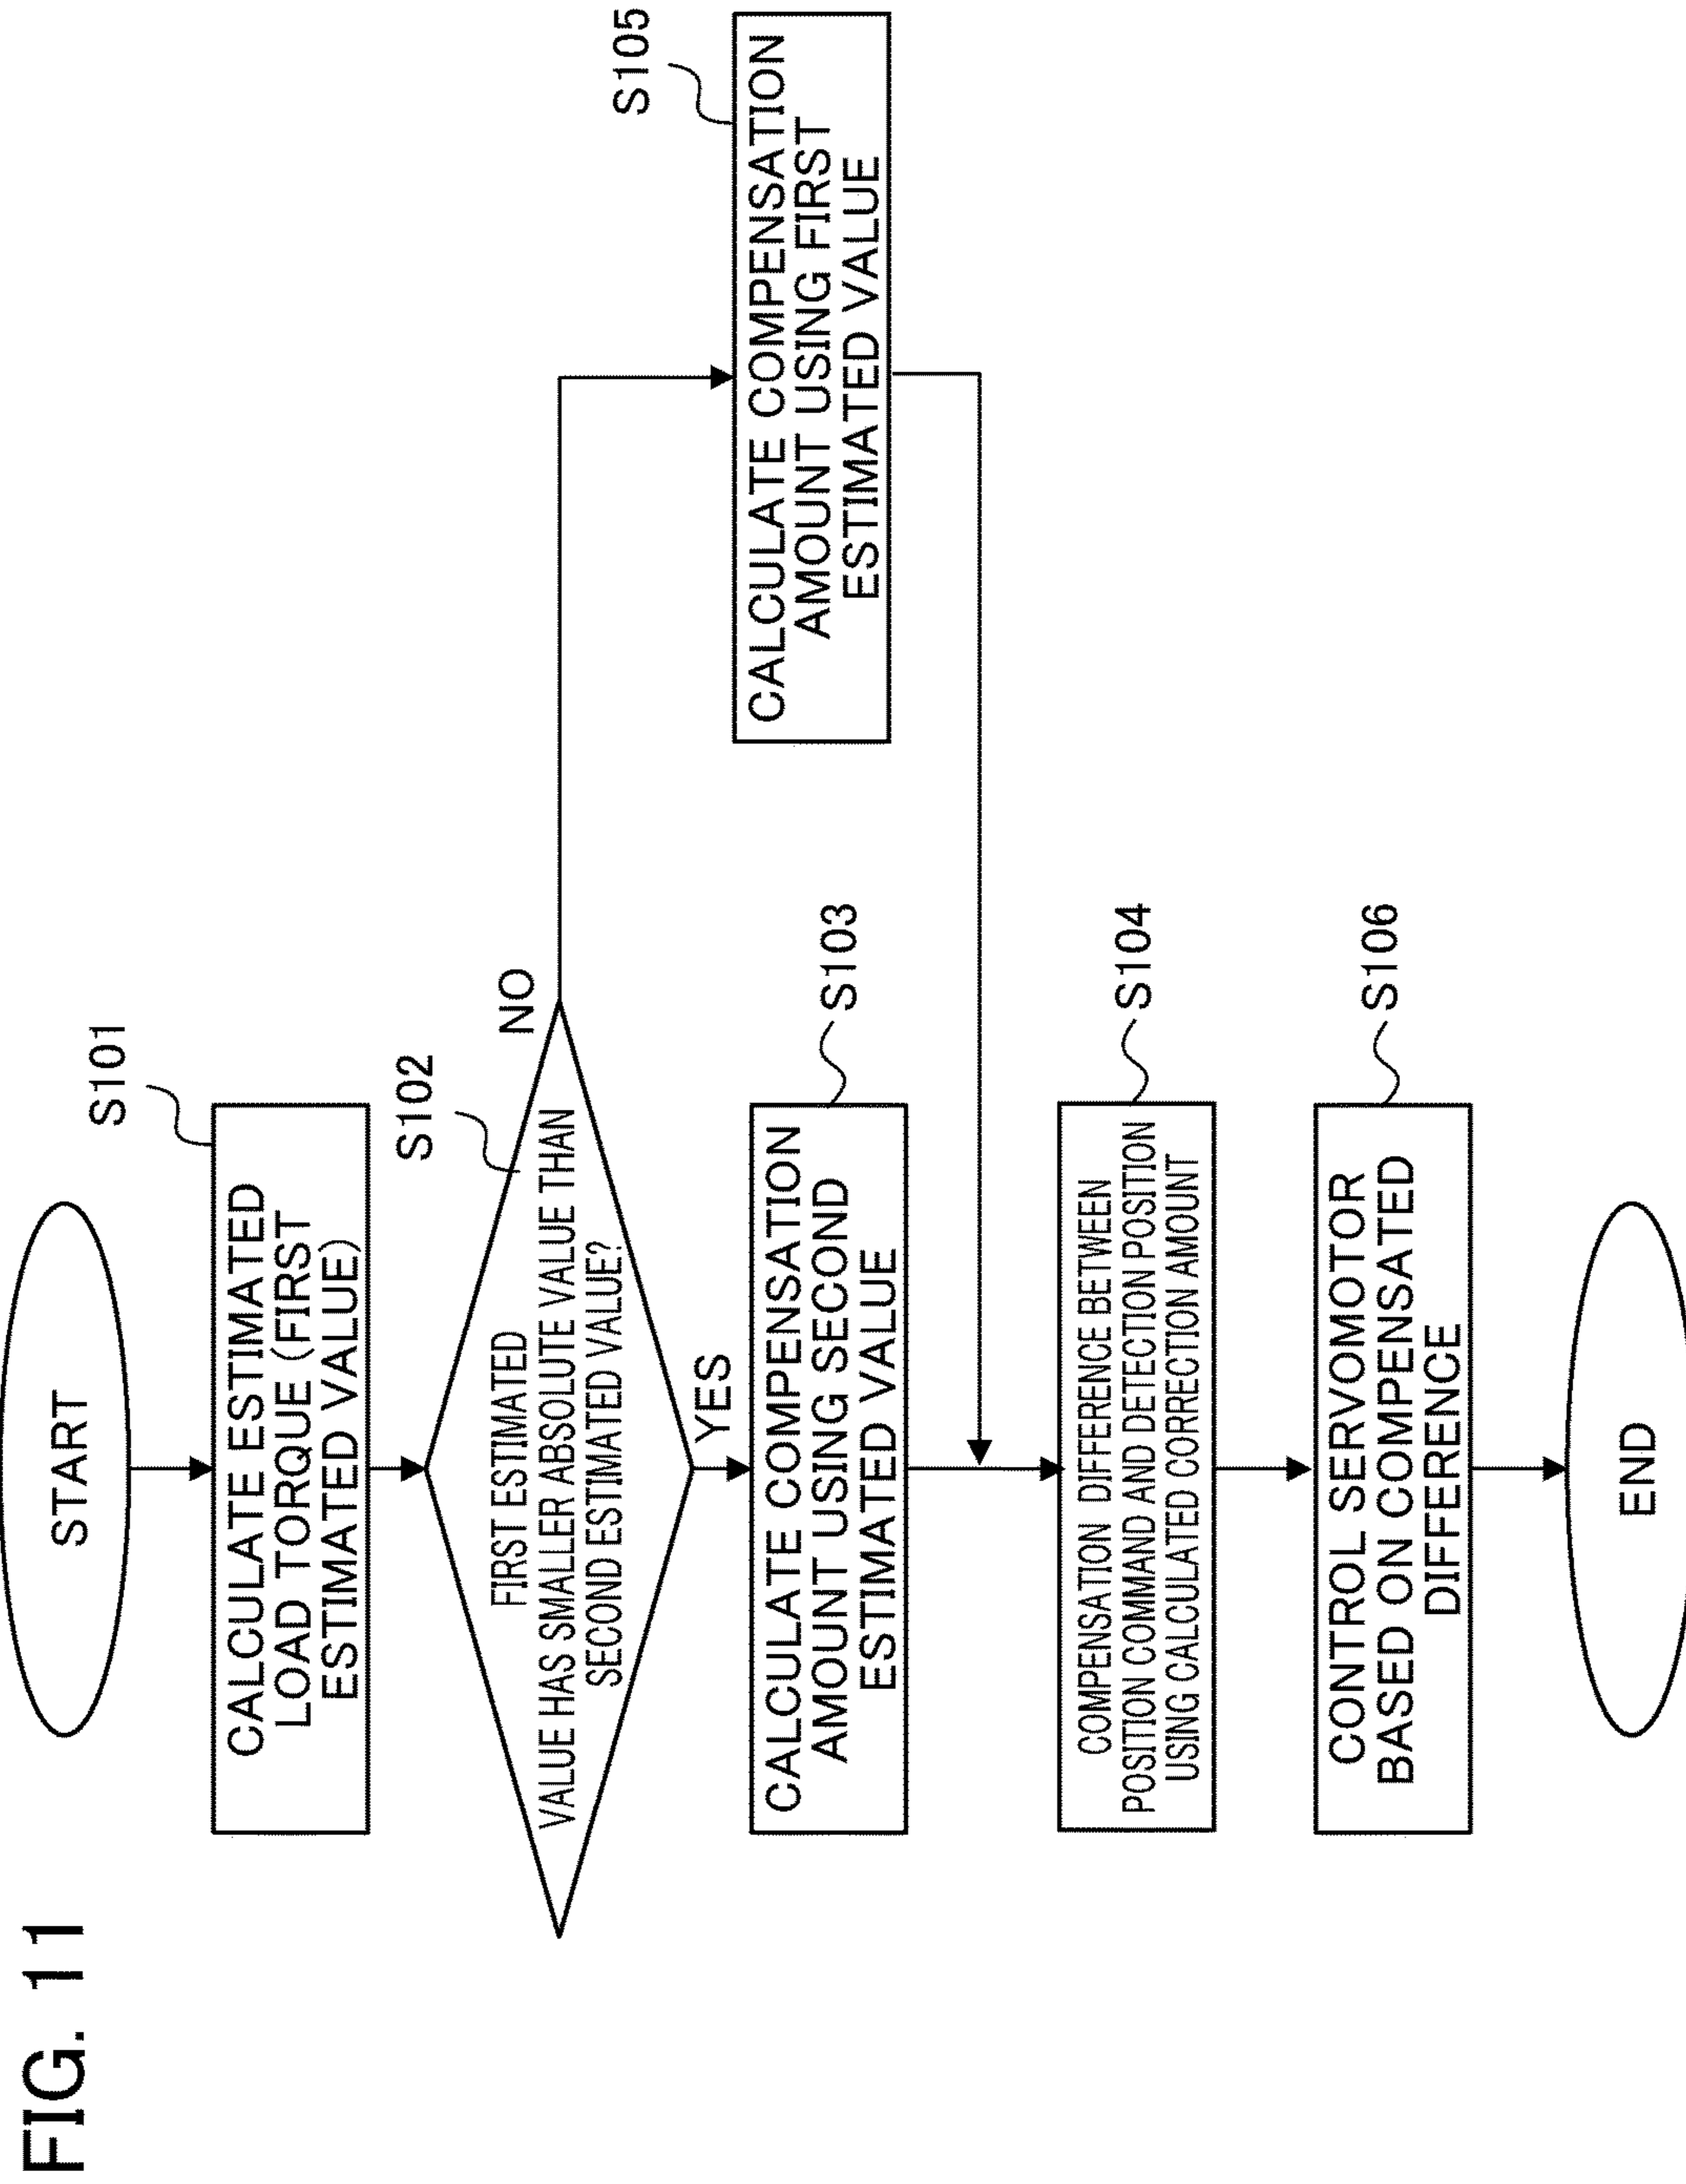 FIG. 11
START
S101
CALCULATE ESTIMATED
LOAD TORQUE (FIRST
ESTIMATED VALUE)
S102
FIRST ESTIMATED
VALUE HAS SMALLER ABSOLUTE VALUE THAN
SECOND ESTIMATED VALUE?
NO
YES
S103
CALCULATE COMPENSATION
AMOUNT USING SECOND
ESTIMATED VALUE
S105
CALCULATE COMPENSATION
AMOUNT USING FIRST
ESTIMATED VALUE
S104
COMPENSATION DIFFERENCE BETWEEN
POSITION COMMAND AND DETECTION POSITION
USING CALCULATED CORRECTION AMOUNT
S106
CONTROL SERVOMOTOR
BASED ON COMPENSATED
DIFFERENCE
END